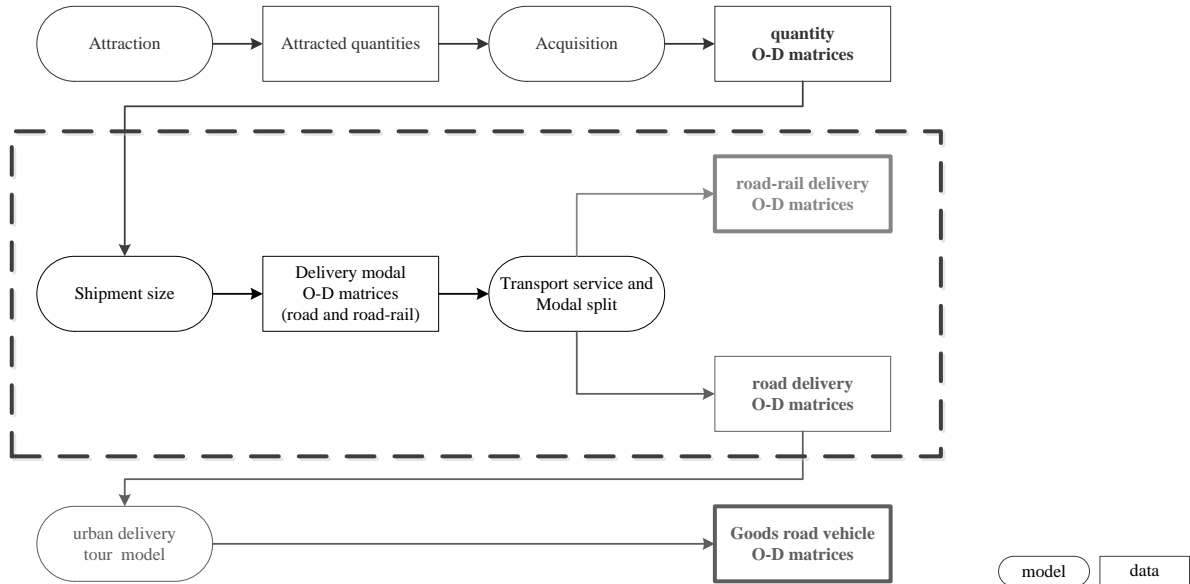 Attraction
Attracted quantities
Acquisition
quantity
O-D matrices
road-rail delivery
O-D matrices
Shipment size
Delivery modal
O-D matrices
(road and road-rail)
Transport service and
Modal split
road delivery
O-D matrices
urban delivery
tour model
Goods road vehicle
O-D matrices
model
data